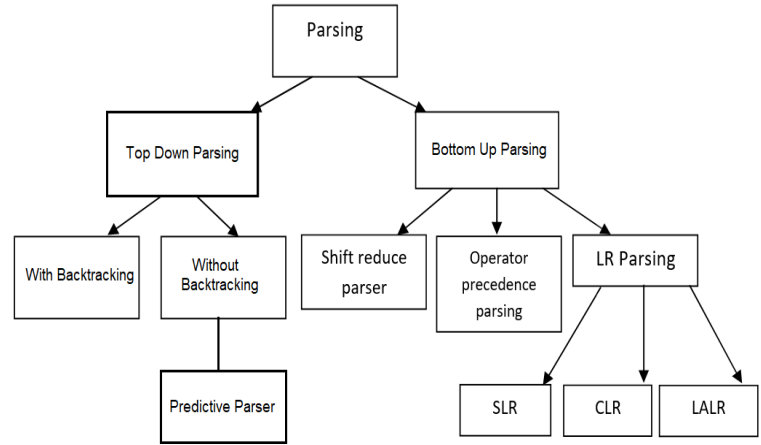 Parsing
Top Down Parsing
Bottom Up Parsing
With Backtracking
Without
Backtracking
Shift reduce
parser
Operator
precedence
parsing
LR Parsing
Predictive Parser
SLR
CLR
LALR